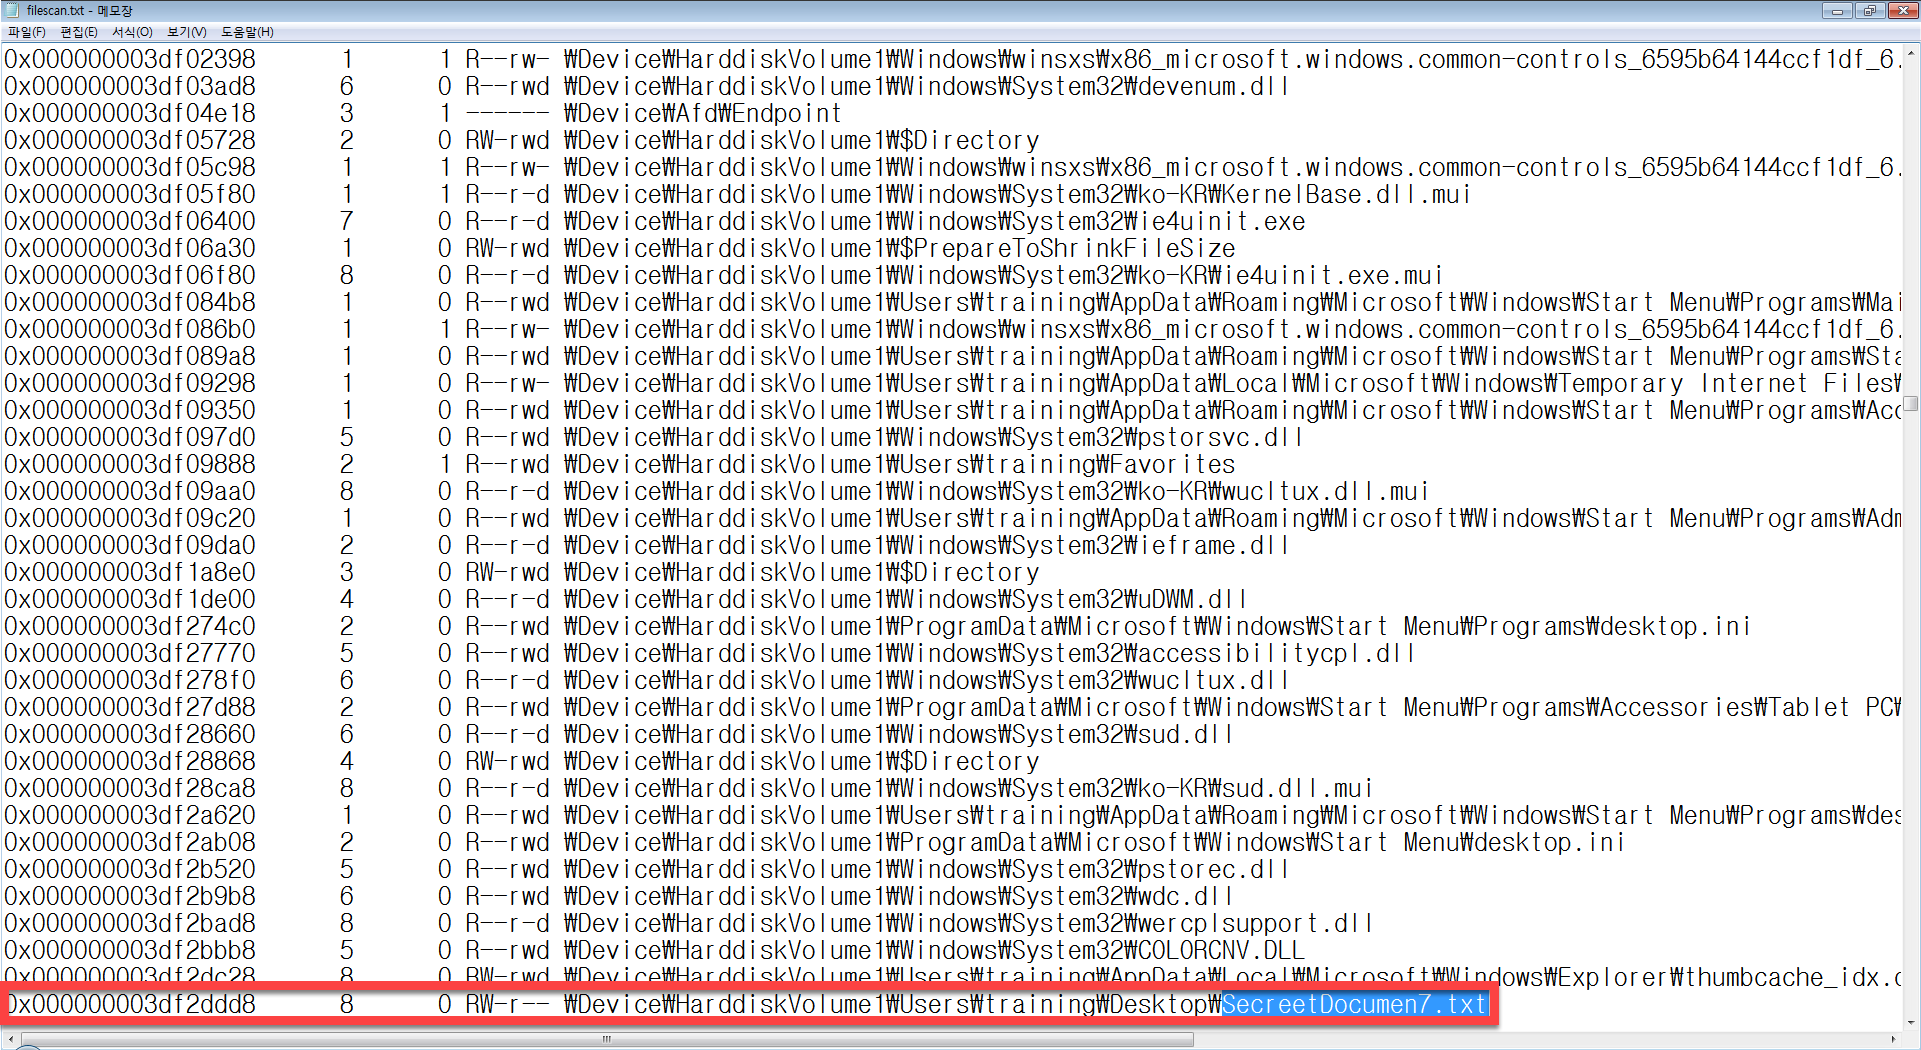 filescan.txt - 메모장
파일(F) 편집(E) 서식(O) 보기(V) 도움말(H)
0x000000003df02398 1 1 R--rw- ₩Device₩HarddiskVolume1₩Windows₩winsxs₩x86_microsoft.windows.common-controls_6595b64144ccf1df_6.
0x000000003df03ad8 6 0 R--rwd ₩Device₩HarddiskVolume1₩Windows₩System32₩devenum.dll
0x000000003df04e18 3 1 ------ ₩Device₩Afd₩Endpoint
0x000000003df05728 2 0 RW-rwd ₩Device₩HarddiskVolume1₩$Directory
0x000000003df05c98 1 1 R--rw- ₩Device₩HarddiskVolume1₩Windows₩winsxs₩x86_microsoft.windows.common-controls_6595b64144ccf1df_6.
0x000000003df05f80 1 1 R--r-d ₩Device₩HarddiskVolume1₩Windows₩System32₩ko-KR₩KernelBase.dll.mui
0x000000003df06400 7 0 R--r-d ₩Device₩HarddiskVolume1₩Windows₩System32₩ie4uinit.exe
0x000000003df06a30 1 0 RW-rwd ₩Device₩HarddiskVolume1₩$PrepareToShrinkFileSize
0x000000003df06f80 8 0 R--r-d ₩Device₩HarddiskVolume1₩Windows₩System32₩ko-KR₩ie4uinit.exe.mui
0x000000003df084b8 1 0 R--rwd ₩Device₩HarddiskVolume1₩Users₩training₩AppData₩Roaming₩Microsoft₩Windows₩Start Menu₩Programs₩Mai
0x000000003df086b0 1 1 R--rw- ₩Device₩HarddiskVolume1₩Windows₩winsxs₩x86_microsoft.windows.common-controls_6595b64144ccf1df_6.
0x000000003df089a8 1 0 R--rwd ₩Device₩HarddiskVolume1₩Users₩training₩AppData₩Roaming₩Microsoft₩Windows₩Start Menu₩Programs₩Sta
0x000000003df09298 1 0 R--rw- ₩Device₩HarddiskVolume1₩Users₩training₩AppData₩Local₩Microsoft₩Windows₩Temporary Internet Files₩
0x000000003df09350 1 0 R--rwd ₩Device₩HarddiskVolume1₩Users₩training₩AppData₩Roaming₩Microsoft₩Windows₩Start Menu₩Programs₩Acc
0x000000003df097d0 5 0 R--rwd ₩Device₩HarddiskVolume1₩Windows₩System32₩pstorsvc.dll
0x000000003df09888 2 1 R--rwd ₩Device₩HarddiskVolume1₩Users₩training₩Favorites
0x000000003df09aa0 8 0 R--r-d ₩Device₩HarddiskVolume1₩Windows₩System32₩ko-KR₩wucltux.dll.mui
0x000000003df09c20 1 0 R--rwd ₩Device₩HarddiskVolume1₩Users₩training₩AppData₩Roaming₩Microsoft₩Windows₩Start Menu₩Programs₩Adm
0x000000003df09da0 2 0 R--r-d ₩Device₩HarddiskVolume1₩Windows₩System32₩ieframe.dll
0x000000003df1a8e0 3 0 RW-rwd ₩Device₩HarddiskVolume1₩$Directory
0x000000003df1de00 4 0 R--r-d ₩Device₩HarddiskVolume1₩Windows₩System32₩uDWM.dll
0x000000003df274c0 2 0 R--rwd ₩Device₩HarddiskVolume1₩ProgramData₩Microsoft₩Windows₩Start Menu₩Programs₩desktop.ini
0x000000003df27770 5 0 R--rwd ₩Device₩HarddiskVolume1₩Windows₩System32₩accessibilitycpl.dll
0x000000003df278f0 6 0 R--r-d ₩Device₩HarddiskVolume1₩Windows₩System32₩wucltux.dll
0x000000003df27d88 2 0 R--rwd ₩Device₩HarddiskVolume1₩ProgramData₩Microsoft₩Windows₩Start Menu₩Programs₩Accessories₩Tablet PC₩
0x000000003df28660 6 0 R--r-d ₩Device₩HarddiskVolume1₩Windows₩System32₩sud.dll
0x000000003df28868 4 0 RW-rwd ₩Device₩HarddiskVolume1₩$Directory
0x000000003df28ca8 8 0 R--r-d ₩Device₩HarddiskVolume1₩Windows₩System32₩ko-KR₩sud.dll.mui
0x000000003df2a620 1 0 R--rwd ₩Device₩HarddiskVolume1₩Users₩training₩AppData₩Roaming₩Microsoft₩Windows₩Start Menu₩Programs₩des
0x000000003df2ab08 2 0 R--rwd ₩Device₩HarddiskVolume1₩ProgramData₩Microsoft₩Windows₩Start Menu₩desktop.ini
0x000000003df2b520 5 0 R--rwd ₩Device₩HarddiskVolume1₩Windows₩System32₩pstorec.dll
0x000000003df2b9b8 6 0 R--rwd ₩Device₩HarddiskVolume1₩Windows₩System32₩wdc.dll
0x000000003df2bad8 8 0 R--r-d ₩Device₩HarddiskVolume1₩Windows₩System32₩wercplsupport.dll
0x000000003df2bbb8 5 0 R--rwd ₩Device₩HarddiskVolume1₩Windows₩System32₩COLORCNV.DLL
0x000000003df2dc28 8 0 RW-rwd ₩Device₩HarddiskVolume1₩Users₩training₩AppData₩Local₩Microsoft₩Windows₩Explorer₩thumbcache_idx.c
0x000000003df2ddd8 8 0 RW-r-- ₩Device₩HarddiskVolume1₩Users₩training₩Desktop₩SecreetDocumen7.txt